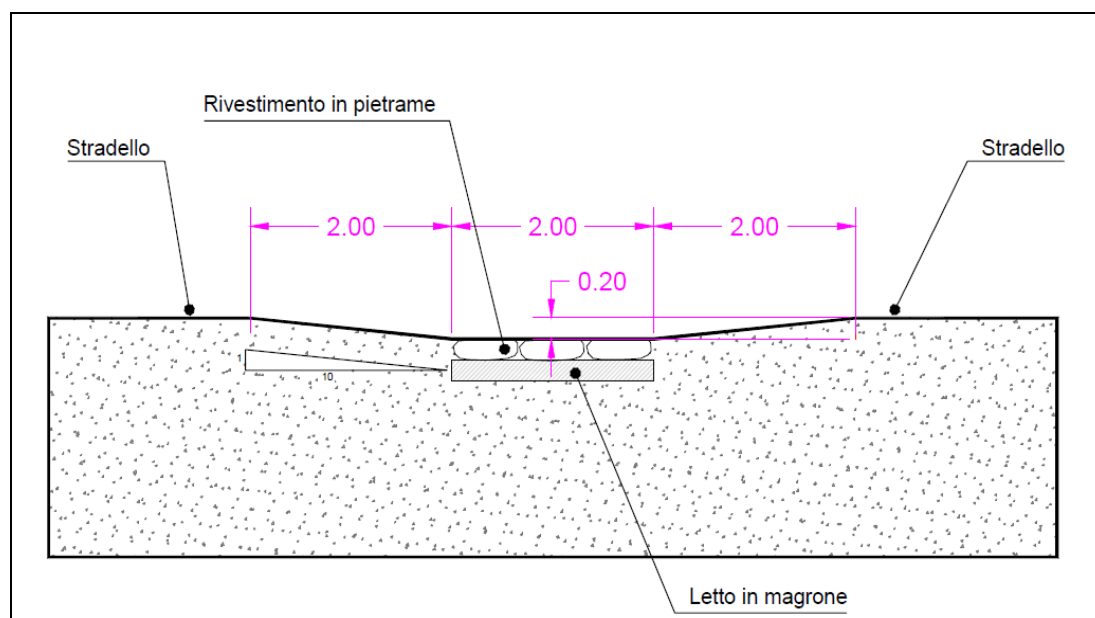 Rivestimento in pietrame
Stradello
Stradello
2.00
2.00
2.00
0.20
1
10
Letto in magrone